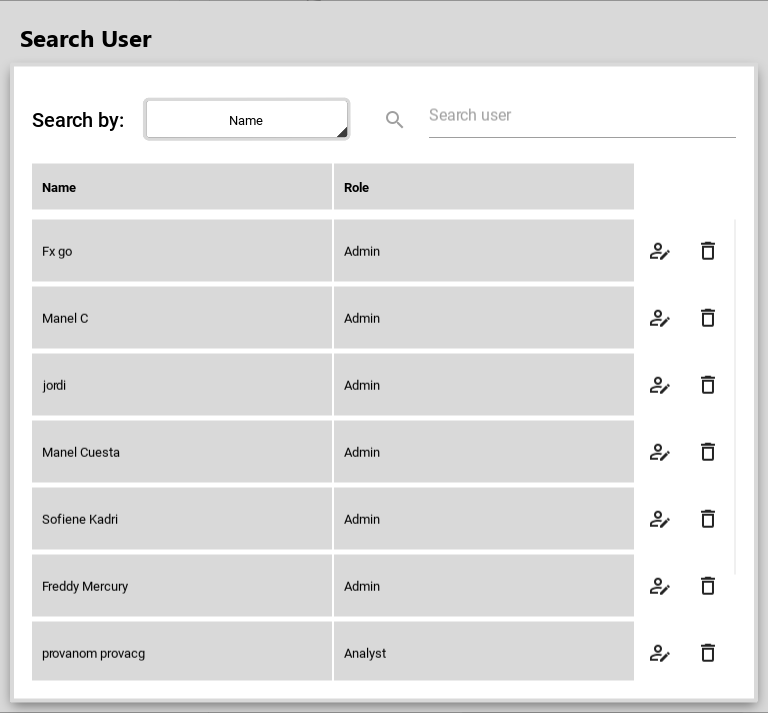 Search User
Search by: Name Search user
Name Role
Fx go Admin
Manel C Admin
jordi Admin
Manel Cuesta Admin
Sofiene Kadri Admin
Freddy Mercury Admin
provanom provacg Analyst